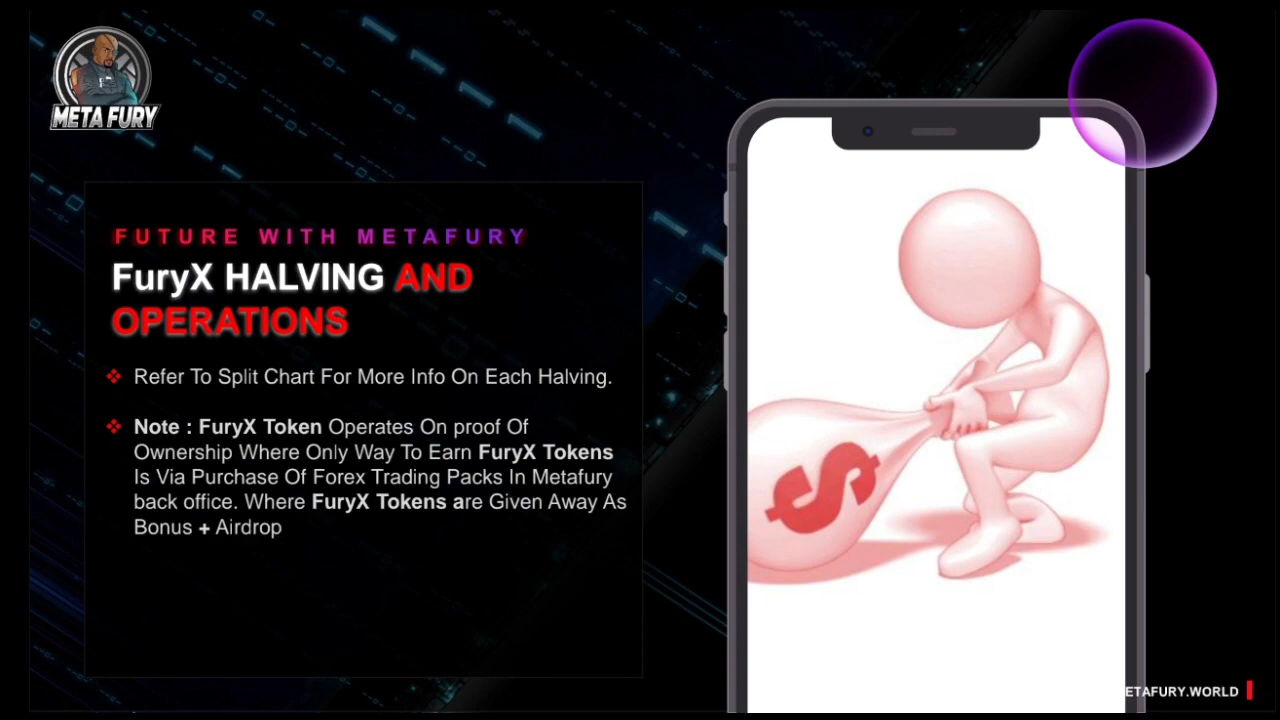 META FURY
FUTURE WITH METAFURY
FuryX HALVING AND
OPERATIONS
Refer To Split Chart For More Info On Each Halving.
Note : FuryX Token Operates On proof Of
Ownership Where Only Way To Earn FuryX Tokens
Is Via Purchase Of Forex Trading Packs In Metafury
back office. Where FuryX Tokens are Given Away As
Bonus + Airdrop
$
ETAFURY.WORLD